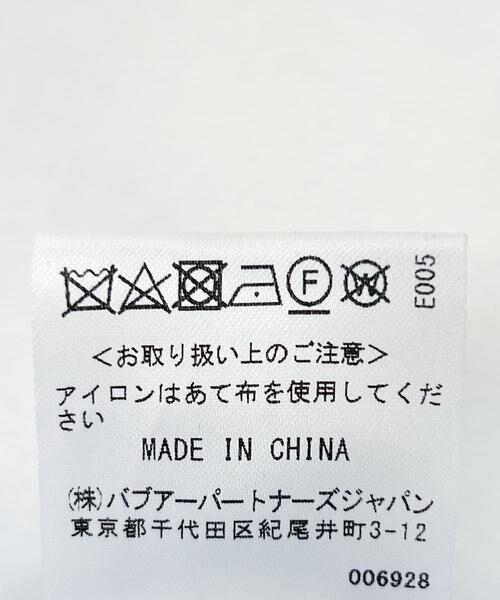 F W E005
<お取り扱い上のご注意>
アイロンはあて布を使用してくだ
さい
MADE IN CHINA
(株)バブアーパートナーズジャパン
東京都千代田区紀尾井町3-12
006928